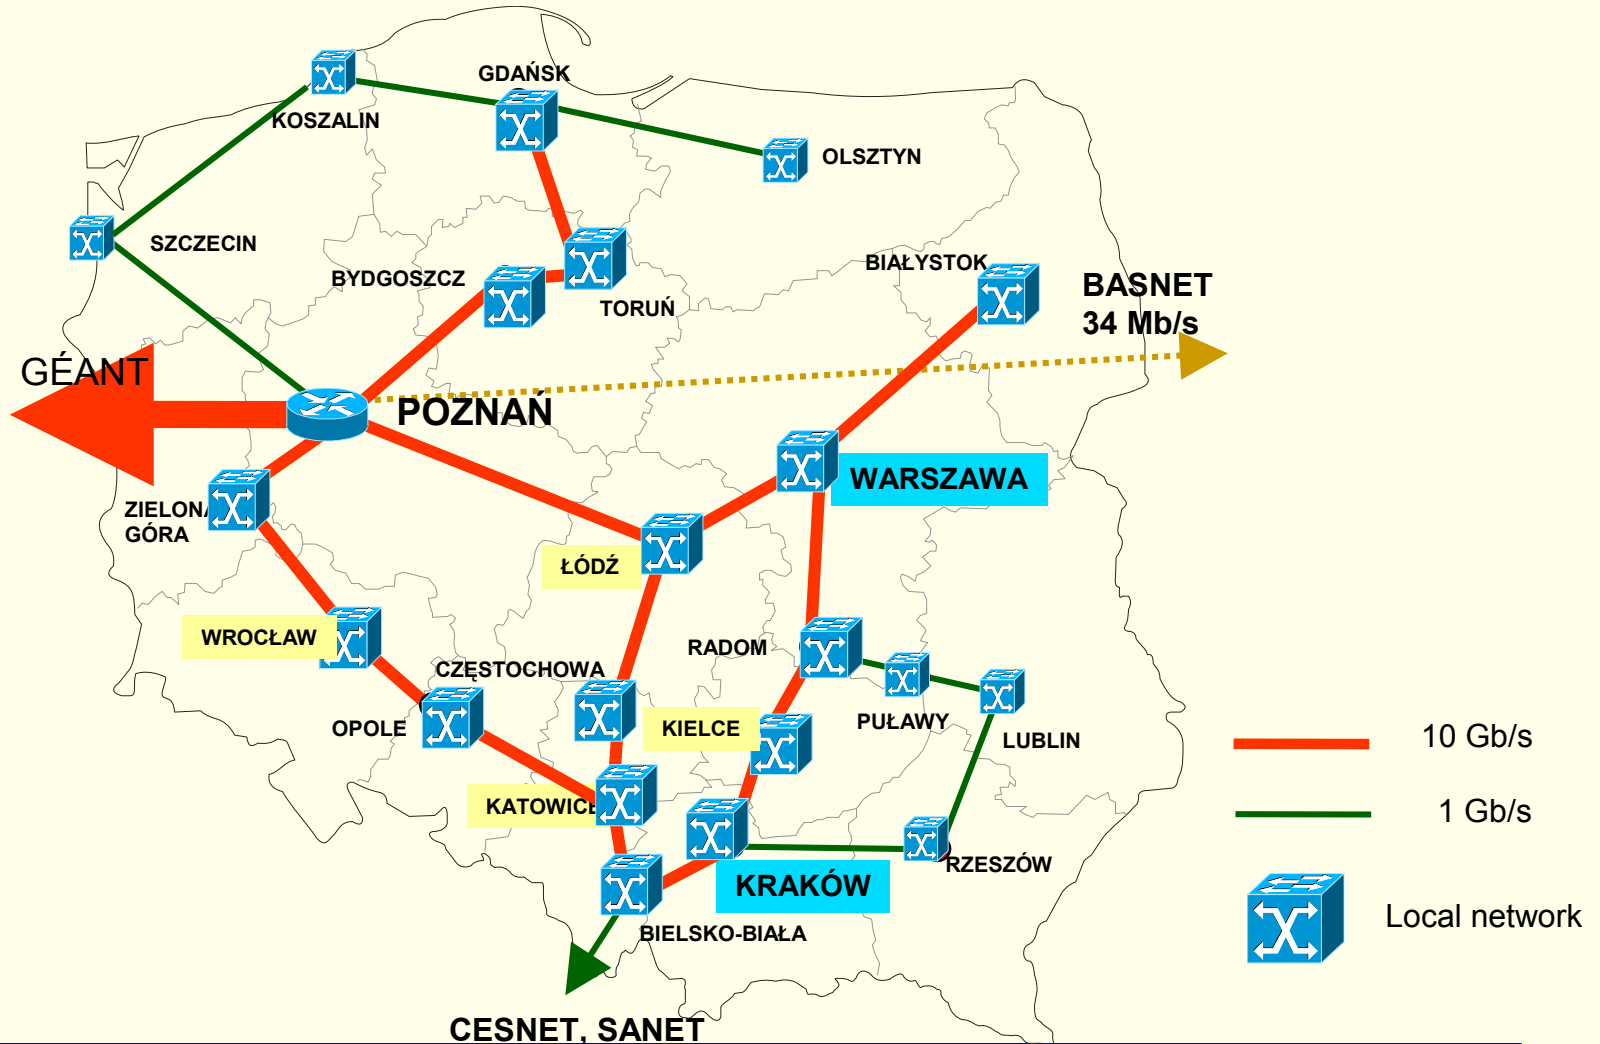 GDAŃSK
KOSZALIN
OLSZTYN
SZCZECIN
BYDGOSZCZ
TORUŃ
BIAŁYSTOK
BASNET
34 Mb/s
GÉANT
POZNAŃ
WARSZAWA
ZIELONA
GÓRA
ŁÓDŹ
WROCŁAW
CZĘSTOCHOWA
RADOM
OPOLE
KIELCE
PUŁAWY
LUBLIN
10 Gb/s
KATOWICE
1 Gb/s
RZESZÓW
KRAKÓW
Local network
BIELSKO-BIAŁA
CESNET, SANET